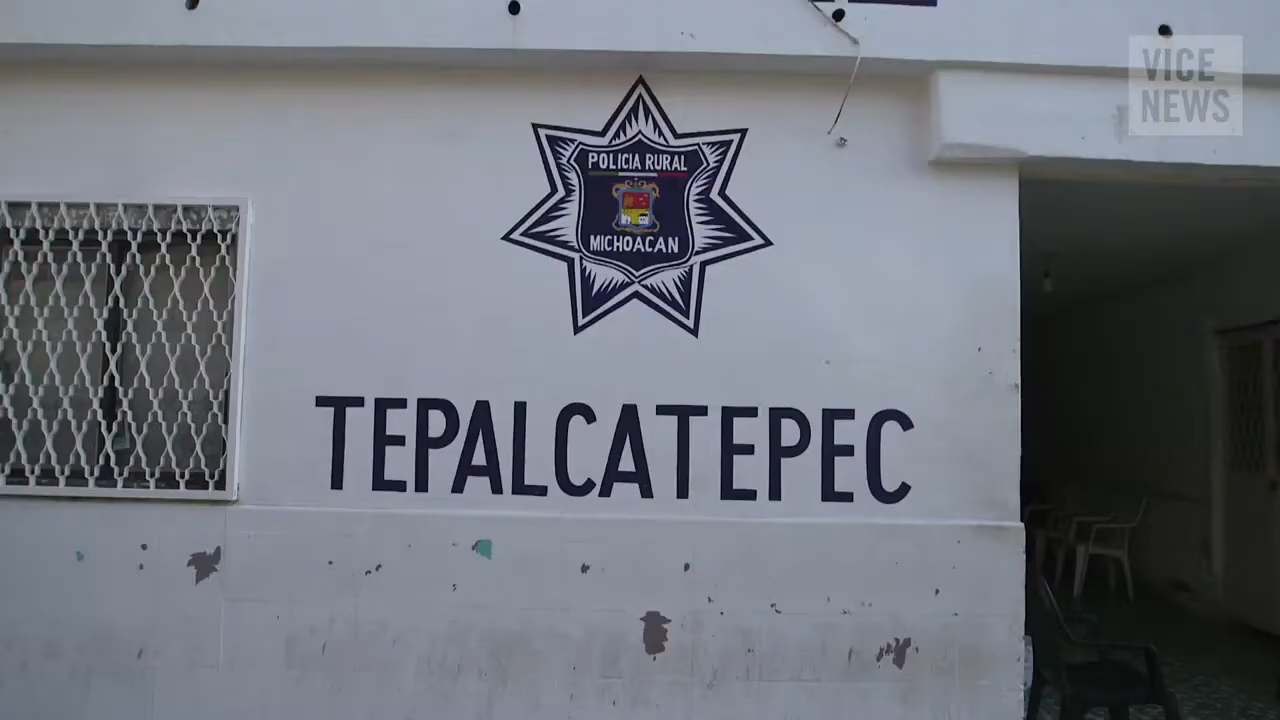 VICE
NEWS
POLICIA RURAL
MICHOACAN
TEPALCATEPEC